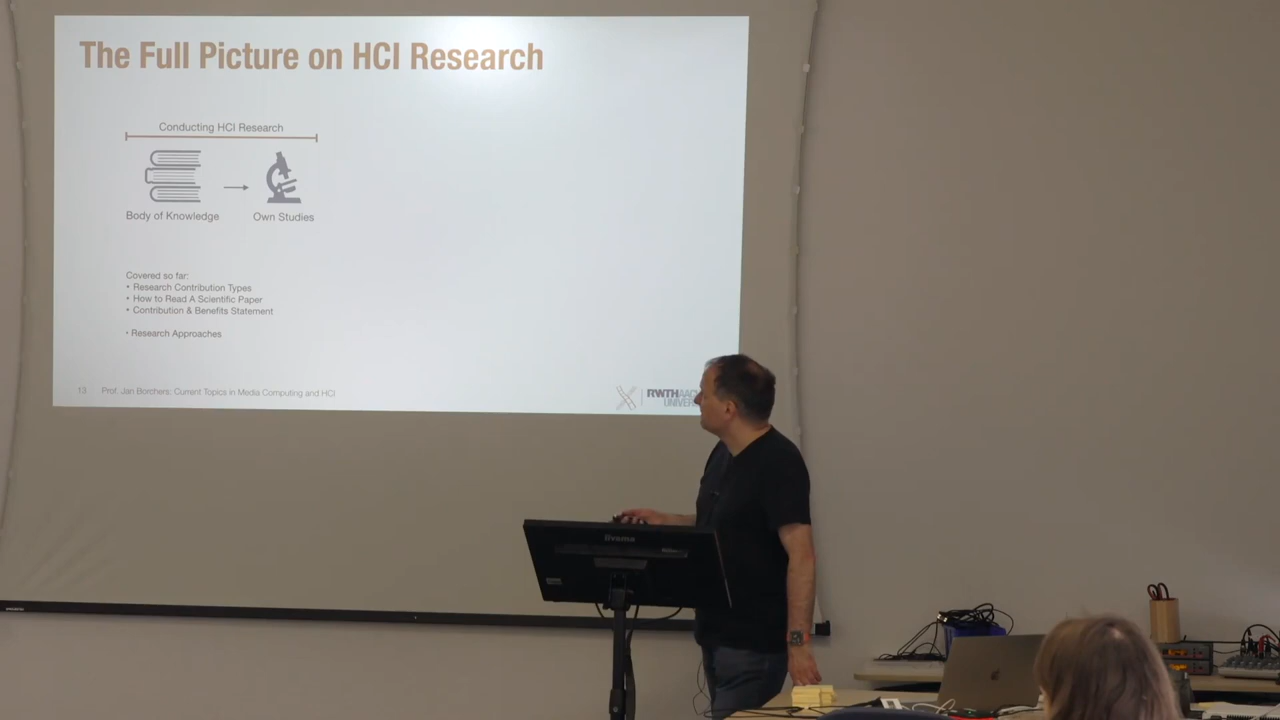 The Full Picture on HCI Research
Conducting HCI Research
Body of Knowledge
Own Studies
Covered so far:
• Research Contribution Types
• How to Read A Scientific Paper
• Contribution & Benefits Statement
• Research Approaches
13 Prof. Jan Borchers: Current Topics in Media Computing and HCI
RWTHAAC
UNIVER
iiyama